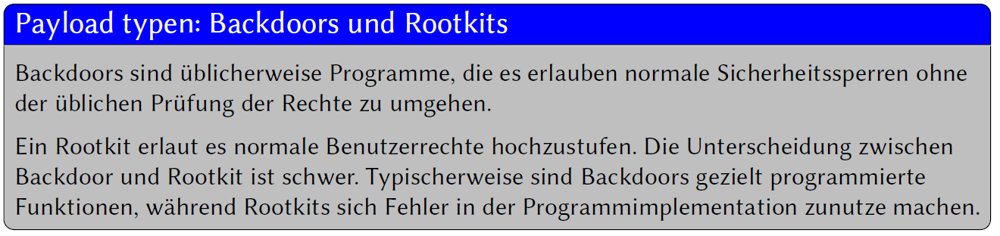 Payload typen: Backdoors und Rootkits
Backdoors sind üblicherweise Programme, die es erlauben normale Sicherheitssperren ohne
der üblichen Prüfung der Rechte zu umgehen.
Ein Rootkit erlaut es normale Benutzerrechte hochzustufen. Die Unterscheidung zwischen
Backdoor und Rootkit ist schwer. Typischerweise sind Backdoors gezielt programmierte
Funktionen, während Rootkits sich Fehler in der Programmimplementation zunutze machen.